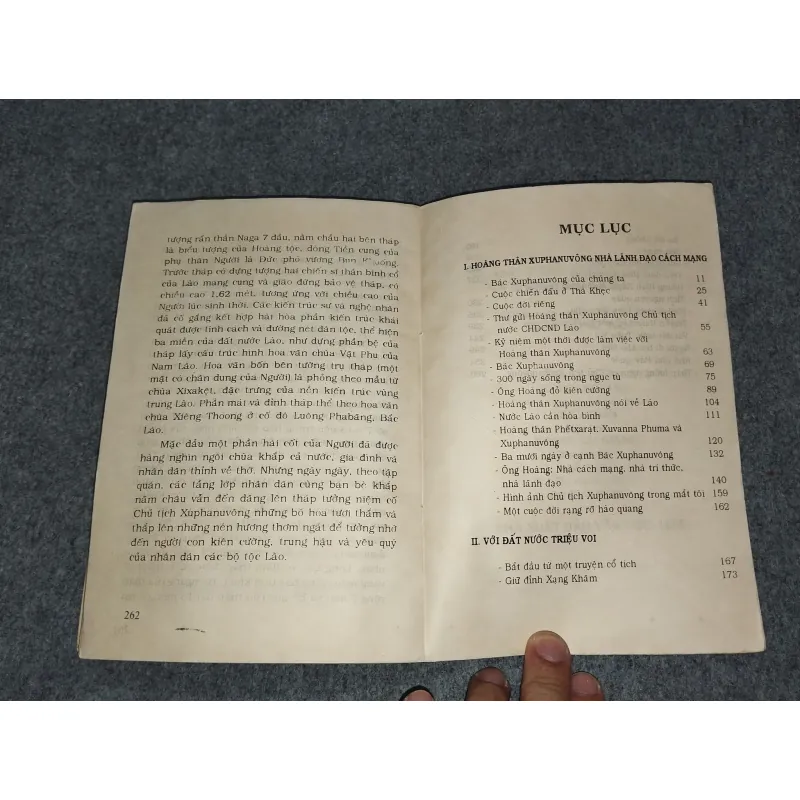 tượng rắn thần Naga 7 đầu, nằm chầu hai bên tháp
là biểu tượng của Hoàng tộc, dòng Tiền cung của
phụ thân Người là Đức phó vương Bun Khuổng.
Trước tháp có dựng tượng hai chiến sĩ thần binh cổ
của Lào mang cung và giáo đứng bảo vệ tháp, có
chiều cao 1,62 mét, tương ứng với chiều cao của
Người lúc sinh thời. Các kiến trúc sư và nghệ nhân
đã cố gắng kết hợp hài hòa phần kiến trúc khái
quát được tính cách và đường nét dân tộc, thể hiện
ba miền của đất nước Lào, như dựng phần bệ của
tháp lấy cấu trúc hình hoa văn chùa Vặt Phu của
Nam Lào. Hoa văn bốn bên tường trụ tháp (một
mặt có chân dung của Người) là phỏng theo mẫu từ
chùa Xixakệt, đặc trưng của nền kiến trúc vùng
trung Lào. Phần mái và đỉnh tháp thể theo hoa văn
chùa Xiêng Thoong ở cố đô Luông Phabăng, Bắc
Lào.
Mặc dầu một phần hài cốt của Người đã được
hàng nghìn ngôi chùa khắp cả nước, gia đình và
nhân dân thỉnh về thờ. Nhưng ngày ngày, theo tập
quán, các tầng lớp nhân dân cùng bạn bè khắp
năm châu vẫn đến dâng lên tháp tưởng niệm cố
Chủ tịch Xuphanuvông những bó hoa tươi thắm và
thắp lên những nén hương thơm ngát để tưởng nhớ
đến người con kiên cường, trung hậu và yêu quý
của nhân dân các bộ tộc Lào.
262
MỤC LỤC
I. HOÀNG THÂN XUPHANUVÔNG NHÀ LÃNH ĐẠO CÁCH MẠNG
- Bác Xuphanuvông của chúng ta 11
- Cuộc chiến đấu ở Thà Khẹc 25
- Cuộc đời riêng 41
- Thư gửi Hoàng thân Xuphanuvông Chủ tịch
nước CHDCND Lào 55
- Kỷ niệm một thời được làm việc với
Hoàng thân Xuphanuvông 63
- Bác Xuphanuvông 69
- 300 ngày sống trong ngục tù 75
- Ông Hoàng đỏ kiên cường 89
- Hoàng thân Xuphanuvông nói về Lào 104
- Nước Lào cần hòa bình 111
- Hoàng thân Phếtxarạt, Xuvanna Phuma và
Xuphanuvông 120
- Ba mươi ngày ở cạnh Bác Xuphanuvông 132
- Ông Hoàng: Nhà cách mạng, nhà trí thức,
nhà lãnh đạo 140
- Hình ảnh Chủ tịch Xuphanuvông trong mắt tôi 159
- Một cuộc đời rạng rỡ hào quang 162
II. VỚI ĐẤT NƯỚC TRIỆU VOI
- Bắt đầu từ một truyện cổ tích 167
- Giữ đỉnh Xạng Khăm 173